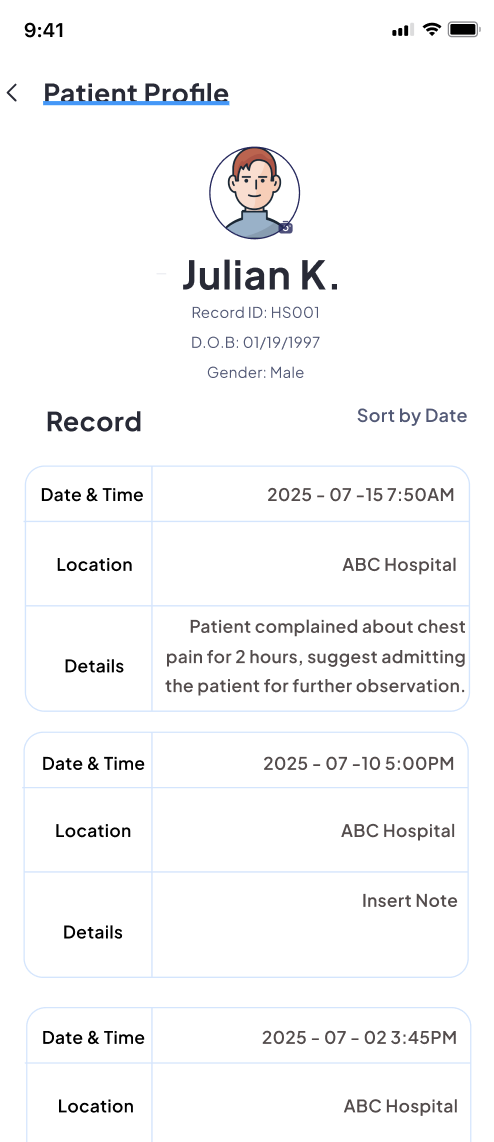 9:41
Patient Profile
Julian K.
Record ID: HS001
D.O.B: 01/19/1997
Gender: Male
Record
Sort by Date
Date & Time
2025 - 07 -15 7:50AM
Location
ABC Hospital
Details
Patient complained about chest
pain for 2 hours, suggest admitting
the patient for further observation.
Date & Time
2025 - 07 -10 5:00PM
Location
ABC Hospital
Details
Insert Note
Date & Time
2025 - 07 - 02 3:45PM
Location
ABC Hospital